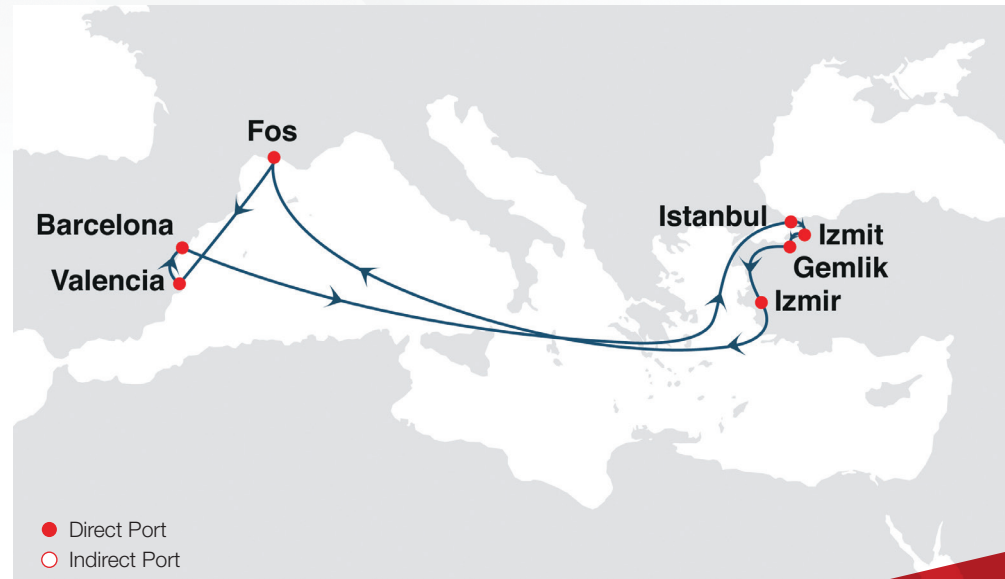 Fos
Barcelona
Valencia
Istanbul
Izmit
Gemlik
Izmir
Direct Port
Indirect Port